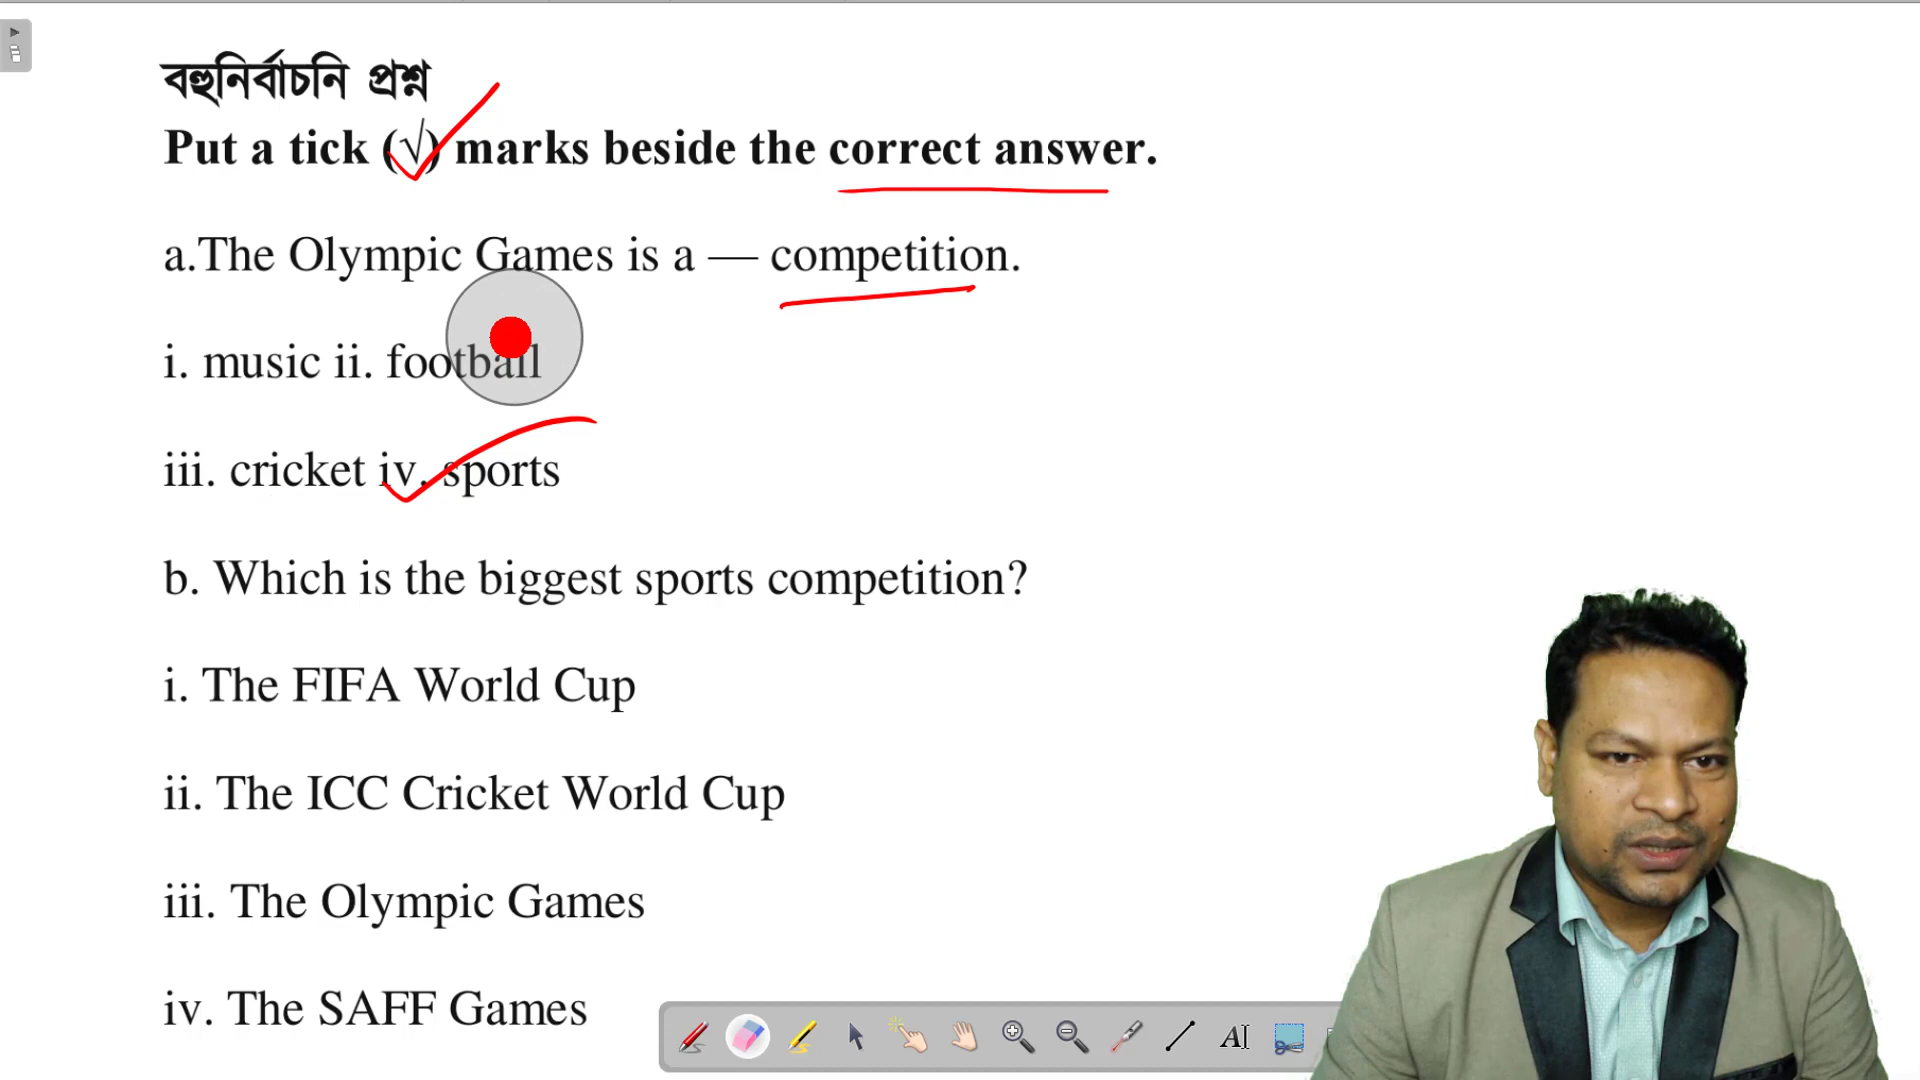 বহুনির্বাচনি প্রশ্ন
Put a tick (√) marks beside the correct answer.
a.The Olympic Games is a — competition.
i. music ii. football
iii. cricket iv. sports
b. Which is the biggest sports competition?
i. The FIFA World Cup
ii. The ICC Cricket World Cup
iii. The Olympic Games
iv. The SAFF Games